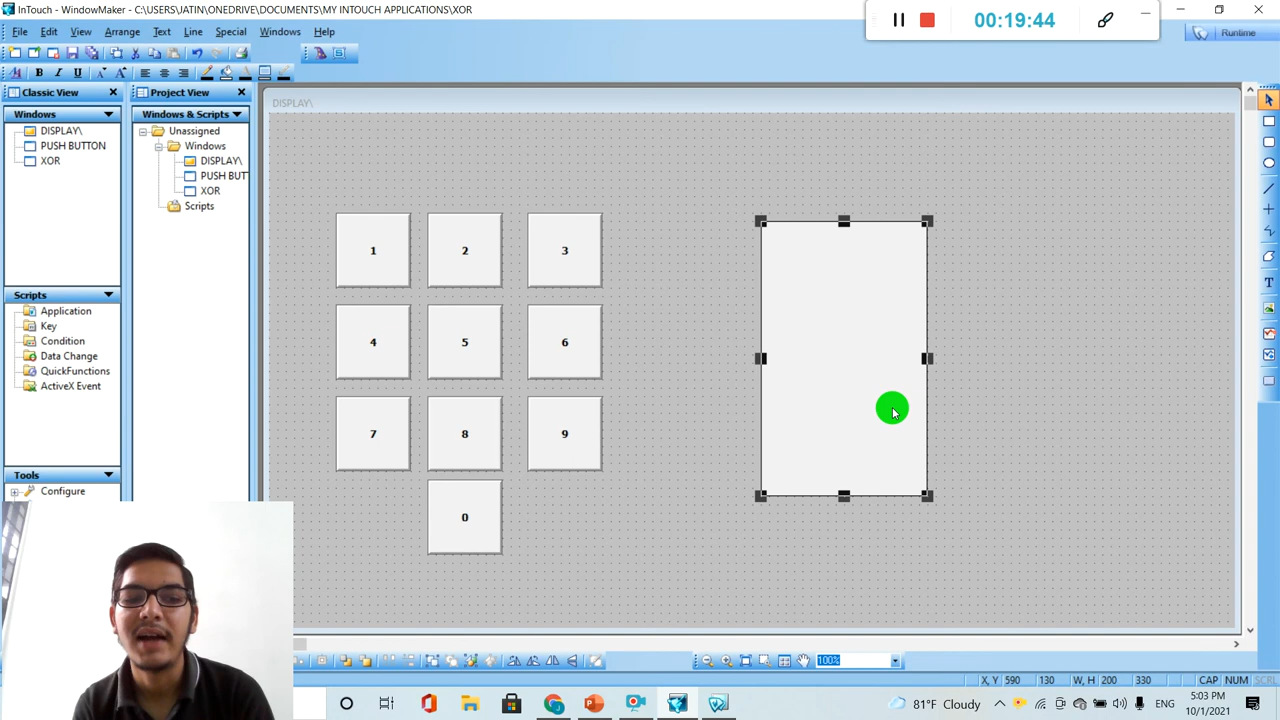 InTouch - WindowMaker - C:\USERS\JATIN\ONEDRIVE\DOCUMENTS\MY INTOUCH APPLICATIONS\XOR
00:19:44
File Edit View Arrange Text Line Special Windows Help
Runtime
B I U
Classic View
Project View
DISPLAY\
Windows
Windows & Scripts
DISPLAY\
PUSH BUTTON
XOR
Unassigned
Windows
DISPLAY\
PUSH BUT
XOR
Scripts
1 2 3
4 5 6
7 8 9
0
Scripts
Application
Key
Condition
Data Change
QuickFunctions
ActiveX Event
Tools
Configure
100%
X, Y 590 130 W, H 200 330 CAP NUM SCRL
81°F Cloudy
ENG
5:03 PM
10/1/2021